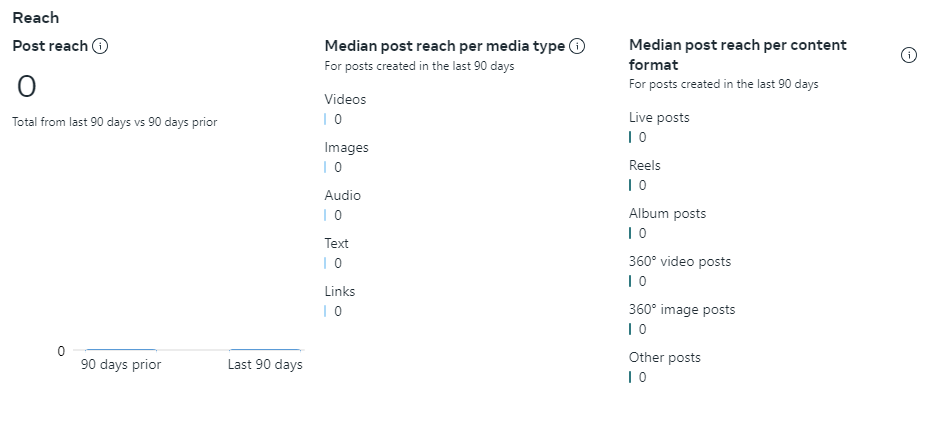 Reach
Post reach
0
Total from last 90 days vs 90 days prior
0
90 days prior
Last 90 days
Median post reach per media type
For posts created in the last 90 days
Videos
0
Images
0
Audio
0
Text
0
Links
0
Median post reach per content
format
For posts created in the last 90 days
Live posts
0
Reels
0
Album posts
0
360° video posts
0
360° image posts
0
Other posts
0